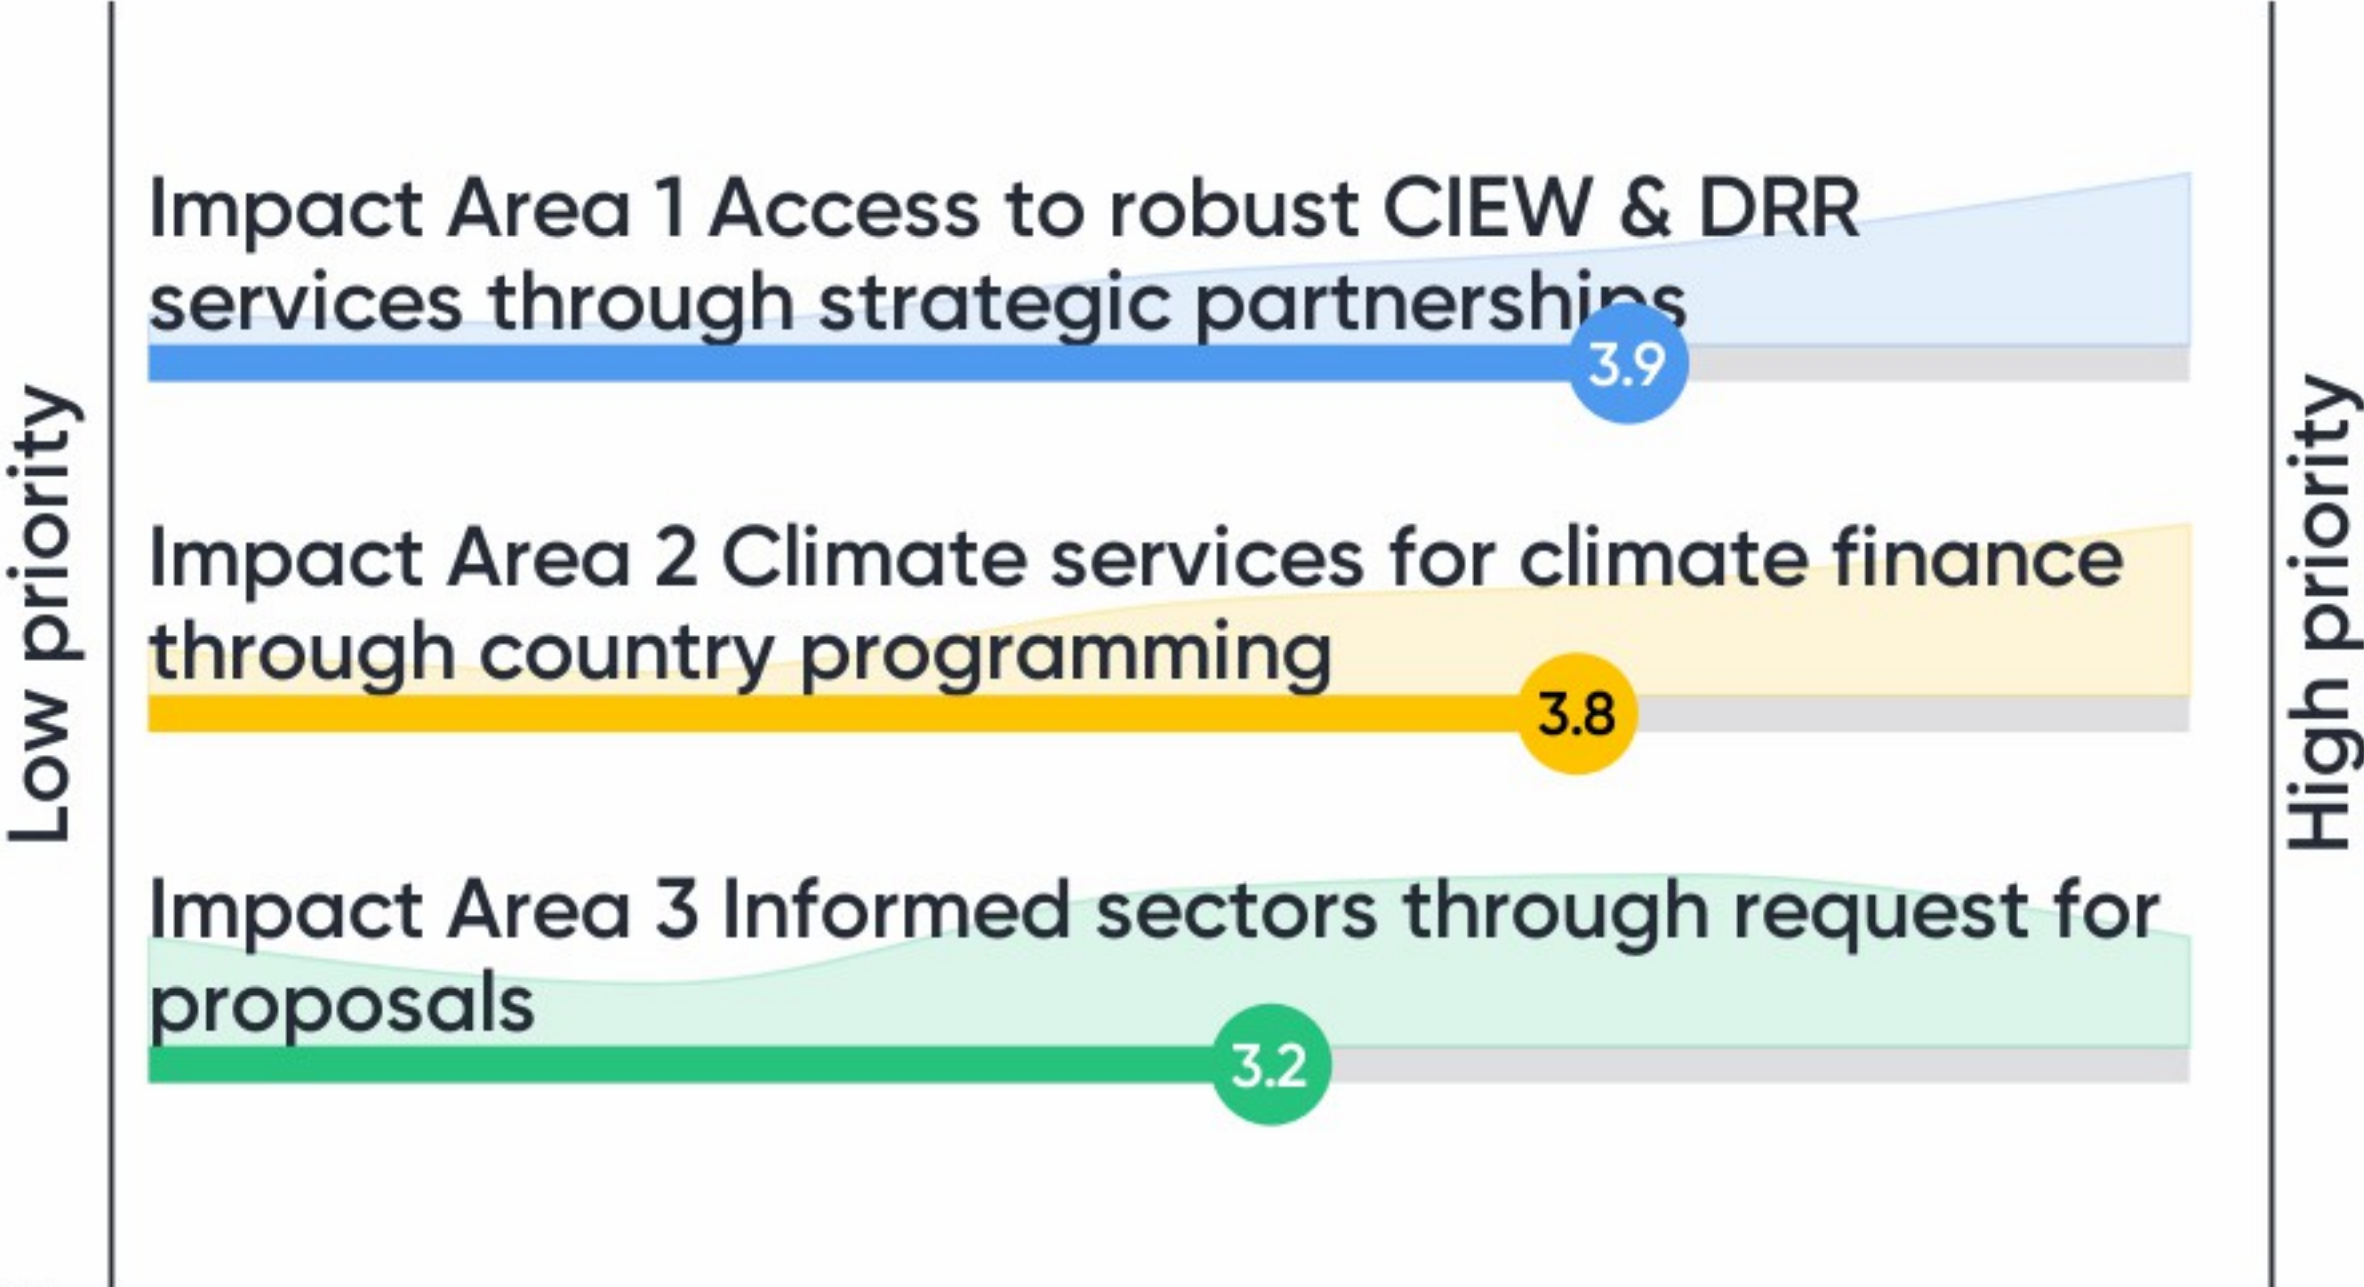 Low priority
Impact Area 1 Access to robust CIEW & DRR
services through strategic partnerships
3.9
Impact Area 2 Climate services for climate finance
through country programming
3.8
Impact Area 3 Informed sectors through request for
proposals
3.2
High priority